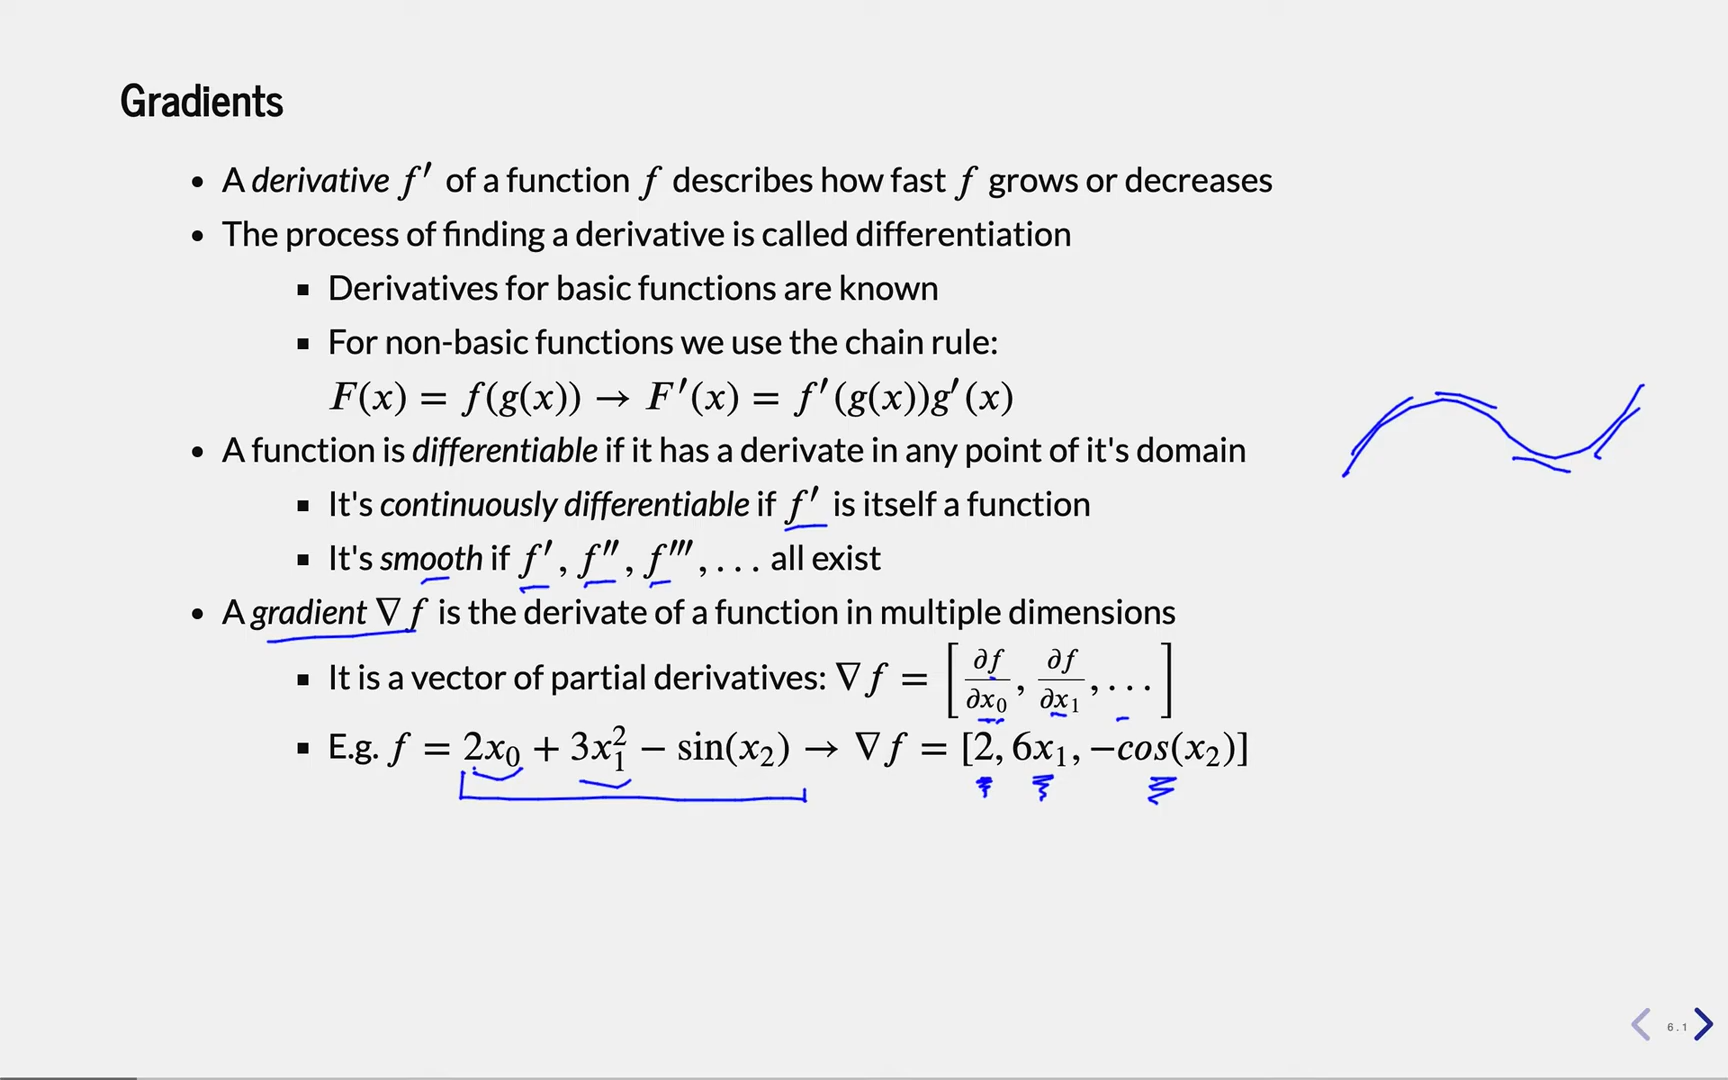 Gradients
• A derivative f′ of a function f describes how fast f grows or decreases
• The process of finding a derivative is called differentiation
▪ Derivatives for basic functions are known
▪ For non-basic functions we use the chain rule:
F(x) = f(g(x)) → F′(x) = f′(g(x))g′(x)
• A function is differentiable if it has a derivate in any point of it's domain
▪ It's continuously differentiable if f′ is itself a function
▪ It's smooth if f′, f′′, f′′′, . . . all exist
• A gradient ∇f is the derivate of a function in multiple dimensions
▪ It is a vector of partial derivatives: ∇f = [∂f/∂x₀, ∂f/∂x₁, . . .]
▪ E.g. f = 2x₀ + 3x₁² − sin(x₂) → ∇f = [2, 6x₁, −cos(x₂)]
6.1